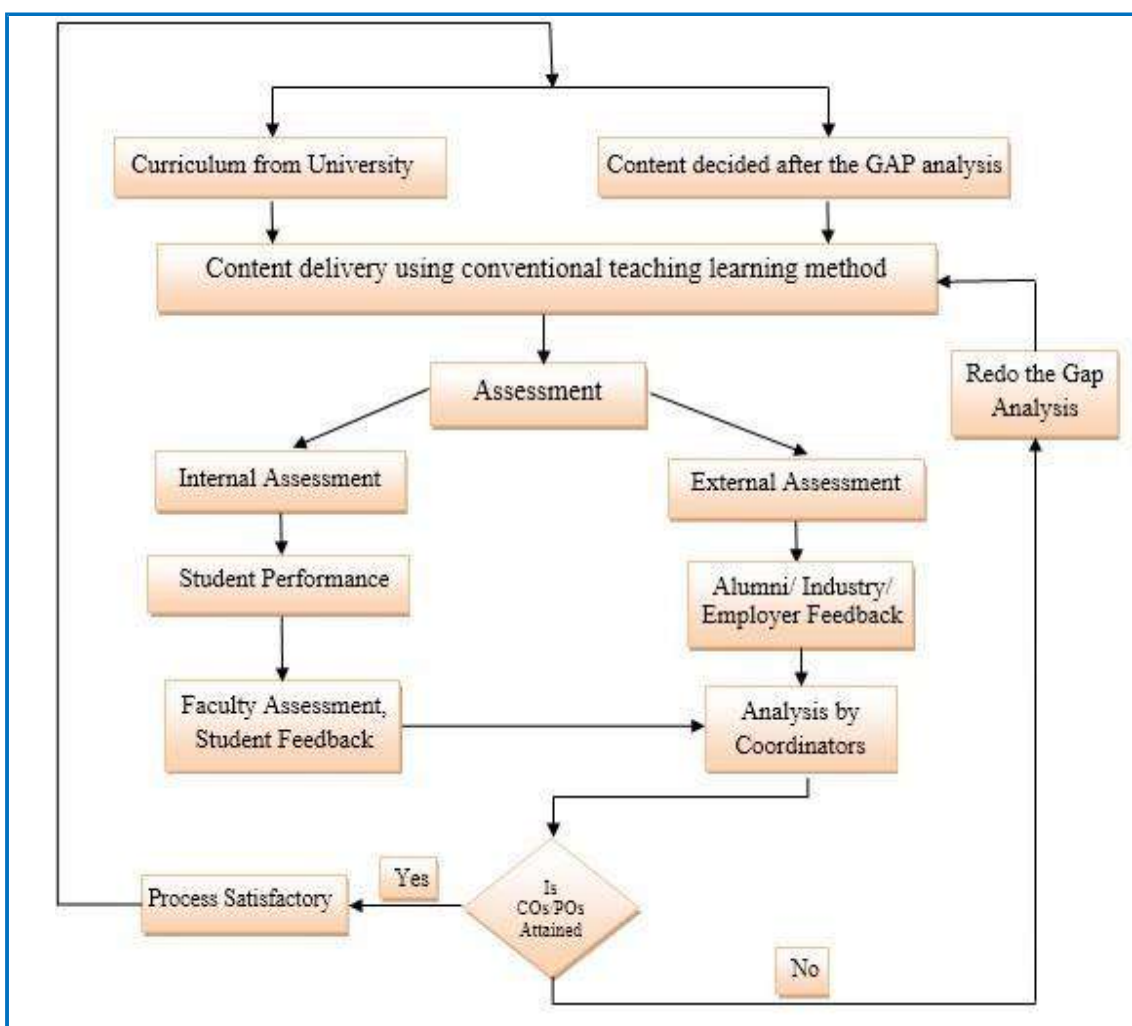 Curriculum from University
Content decided after the GAP analysis
Content delivery using conventional teaching learning method
Assessment
Redo the Gap
Analysis
Internal Assessment
External Assessment
Student Performance
Alumni/ Industry/
Employer Feedback
Faculty Assessment,
Student Feedback
Analysis by
Coordinators
Process Satisfactory
Yes
Is
COs/POs
Attained
No